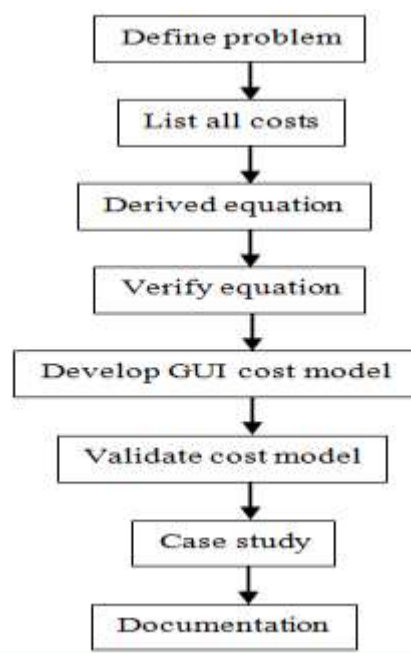 Define problem
List all costs
Derived equation
Verify equation
Develop GUI cost model
Validate cost model
Case study
Documentation